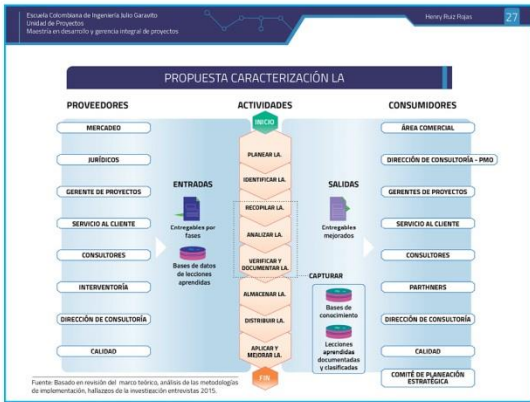 Escuela Colombiana de Ingeniería Julio Garavito
Unidad de Proyectos
Maestría en desarrollo y gerencia integral de proyectos
Henry Ruiz Rojas
27
PROPUESTA CARACTERIZACIÓN LA
PROVEEDORES
MERCADEO
JURÍDICOS
GERENTE DE PROYECTOS
SERVICIO AL CLIENTE
CONSULTORES
INTERVENTORÍA
DIRECCIÓN DE CONSULTORÍA
CALIDAD
ENTRADAS
Entregables por
fases
Bases de datos
de lecciones
aprendidas
ACTIVIDADES
INICIO
PLANEAR LA.
IDENTIFICAR LA.
RECOPILAR LA.
ANALIZAR LA.
VERIFICAR Y
DOCUMENTAR LA.
ALMACENAR LA.
DISTRIBUIR LA.
APLICAR Y
MEJORAR LA.
FIN
SALIDAS
Entregables
mejorados
CAPTURAR
Bases de
conocimiento
Lecciones
aprendidas
documentadas
y clasificadas
CONSUMIDORES
ÁREA COMERCIAL
DIRECCIÓN DE CONSULTORÍA - PMO
GERENTES DE PROYECTOS
SERVICIO AL CLIENTE
CONSULTORES
PARTHNERS
DIRECCIÓN DE CONSULTORÍA
CALIDAD
COMITÉ DE PLANEACIÓN
ESTRATÉGICA
Fuente: Basado en revisión del marco teórico, análisis de las metodologías
de implementación, hallazgos de la investigación entrevistas 2015.